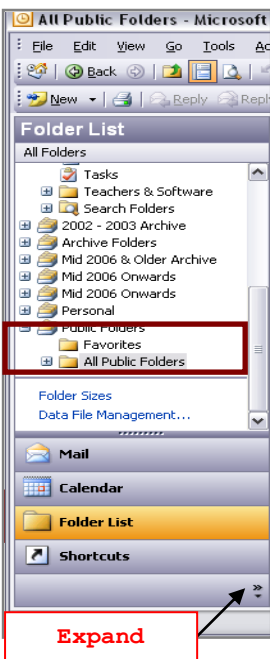 All Public Folders - Microsoft
File Edit View Go Tools Ac
Back
New Reply Repl
Folder List
All Folders
Tasks
Teachers & Software
Search Folders
2002 - 2003 Archive
Archive Folders
Mid 2006 & Older Archive
Mid 2006 Onwards
Mid 2006 Onwards
Personal
Public Folders
Favorites
All Public Folders
Folder Sizes
Data File Management...
Mail
Calendar
Folder List
Shortcuts
Expand